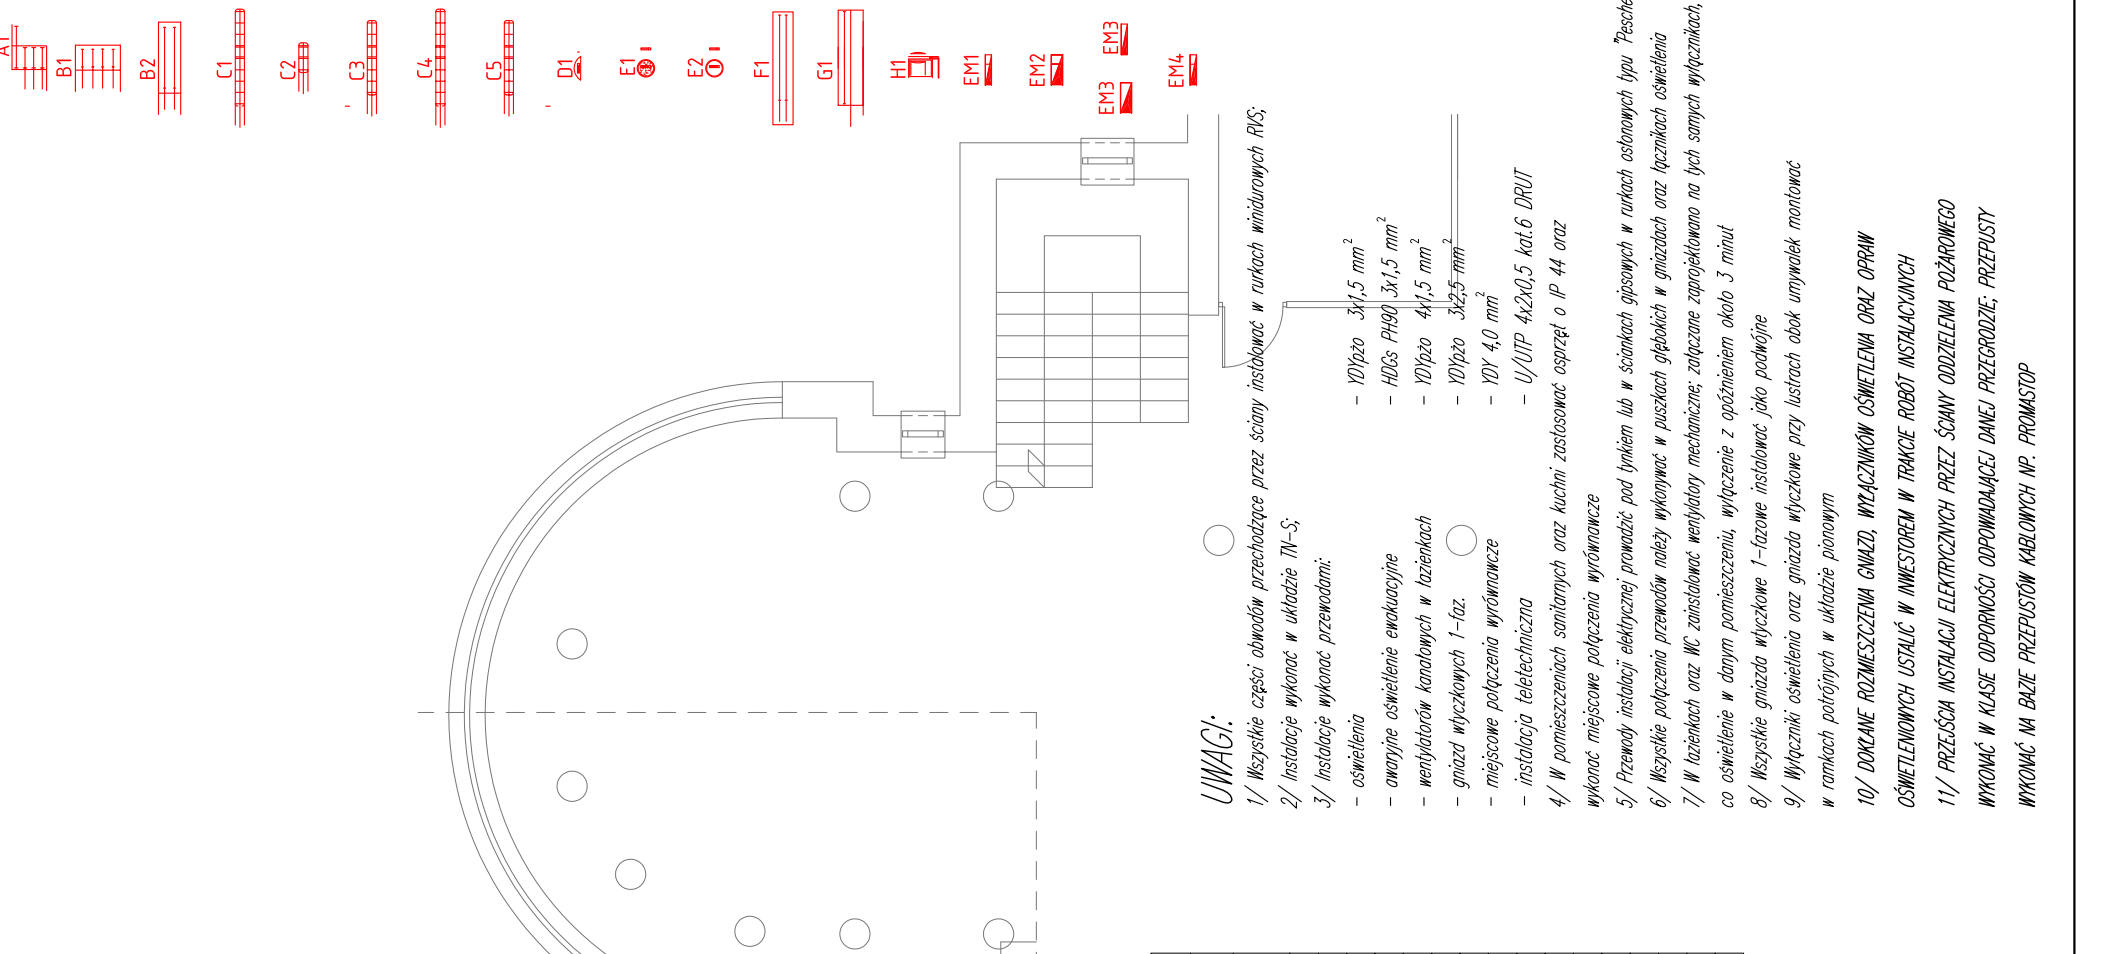 A1
B1
B2
C1
C2
C3
C4
C5
D1
E1
E2
F1
G1
H1
EM1
EM2
EM3
EM3
EM4
UWAGI:
1/ Wszystkie części obwodów przechodzące przez ściany instalować w rurkach winidurowych RVS;
2/ Instalacje wykonać w układzie TN-S;
3/ Instalacje wykonać przewodami:
- oświetlenia - YDYpżo 3x1,5 mm²
- awaryjne oświetlenie ewakuacyjne - HDGs PH90 3x1,5 mm²
- wentylatorów kanałowych w łazienkach - YDYpżo 4x1,5 mm²
- gniazd wtyczkowych 1-faz. - YDYpżo 3x2,5 mm²
- miejscowe połączenia wyrównawcze - YDY 4,0 mm²
- instalacja teletechniczna - U/UTP 4x2x0,5 kat.6 DRUT
4/ W pomieszczeniach sanitarnych oraz kuchni zastosować osprzęt o IP 44 oraz
wykonać miejscowe połączenia wyrównawcze
5/ Przewody instalacji elektrycznej prowadzić pod tynkiem lub w ściankach gipsowych w rurkach osłonowych typu "Pesche
6/ Wszystkie połączenia przewodów należy wykonywać w puszkach głębokich w gniazdach oraz łącznikach oświetlenia
7/ W łazienkach oraz WC zainstalować wentylatory mechaniczne; załączane zaprojektowano na tych samych wyłącznikach,
co oświetlenie w danym pomieszczeniu, wyłączenie z opóźnieniem około 3 minut
8/ Wszystkie gniazda wtyczkowe 1-fazowe instalować jako podwójne
9/ Wyłączniki oświetlenia oraz gniazda wtyczkowe przy lustrach obok umywalek montować
w ramkach potrójnych w układzie pionowym
10/ DOKŁANE ROZMIESZCZENIA GNIAZD, WYŁĄCZNIKÓW OŚWIETLENIA ORAZ OPRAW
OŚWIETLENIOWYCH USTALIĆ W INWESTOREM W TRAKCIE ROBÓT INSTALACYJNYCH
11/ PRZEJŚCIA INSTALACJI ELEKTRYCZNYCH PRZEZ ŚCIANY ODDZIELENIA POŻAROWEGO
WYKONAĆ W KLASIE ODPORNOŚCI ODPOWIADAJĄCEJ DANEJ PRZEGRODZIE; PRZEPUSTY
WYKONAĆ NA BAZIE PRZEPUSTÓW KABLOWYCH NP. PROMASTOP